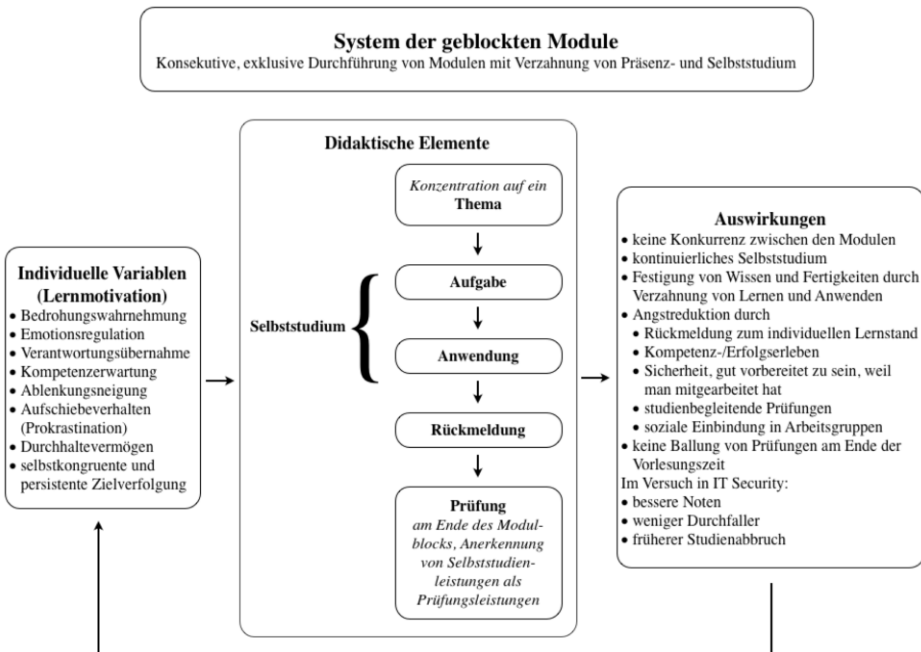 System der geblockten Module
Konsekutive, exklusive Durchführung von Modulen mit Verzahnung von Präsenz- und Selbststudium
Individuelle Variablen
(Lernmotivation)
• Bedrohungswahrnehmung
• Emotionsregulation
• Verantwortungsübernahme
• Kompetenzerwartung
• Ablenkungsneigung
• Aufschiebeverhalten
(Prokrastination)
• Durchhaltevermögen
• selbstkongruente und
persistente Zielverfolgung
Didaktische Elemente
Konzentration auf ein
Thema
Selbststudium
Aufgabe
Anwendung
Rückmeldung
Prüfung
am Ende des Modul-
blocks, Anerkennung
von Selbststudien-
leistungen als
Prüfungsleistungen
Auswirkungen
• keine Konkurrenz zwischen den Modulen
• kontinuierliches Selbststudium
• Festigung von Wissen und Fertigkeiten durch
Verzahnung von Lernen und Anwenden
• Angstreduktion durch
• Rückmeldung zum individuellen Lernstand
• Kompetenz-/Erfolgserleben
• Sicherheit, gut vorbereitet zu sein, weil
man mitgearbeitet hat
• studienbegleitende Prüfungen
• soziale Einbindung in Arbeitsgruppen
• keine Ballung von Prüfungen am Ende der
Vorlesungszeit
Im Versuch in IT Security:
• bessere Noten
• weniger Durchfaller
• früherer Studienabbruch